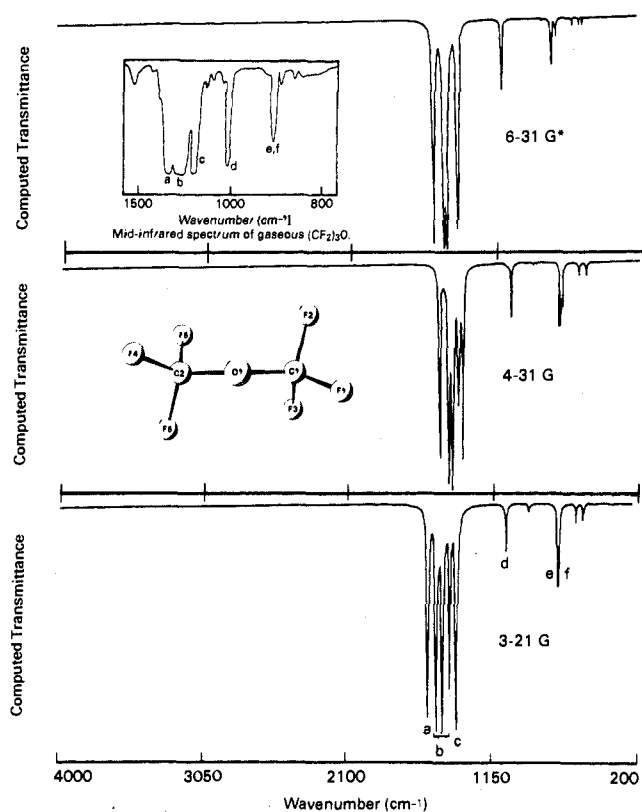 Computed Transmittance
a
b
c
d
e,f
1500
1000
800
Wavenumber (cm⁻¹]
Mid-infrared spectrum of gaseous (CF₂)₃O.
6-31 G*
Computed Transmittance
F5
F4
C2
O1
C1
F2
F1
F3
F6
4-31 G
Computed Transmittance
a
b
c
d
e
f
3-21 G
4000
3050
2100
1150
200
Wavenumber (cm⁻¹)